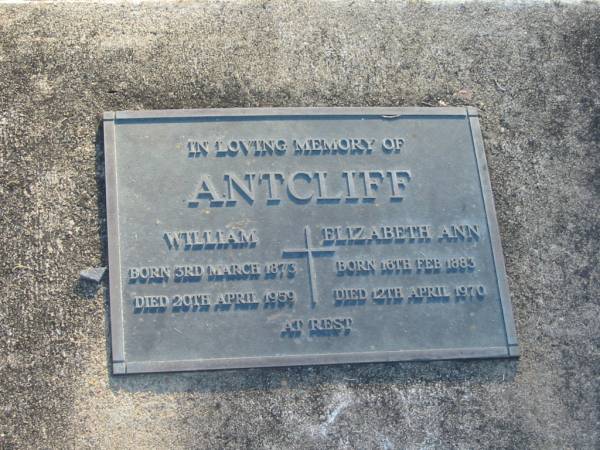 IN LOVING MEMORY OF
ANTCLIFF
WILLIAM
BORN 3RD MARCH 1873
DIED 20TH APRIL 1959
ELIZABETH ANN
BORN 16TH FEB 1883
DIED 12TH APRIL 1970
AT REST